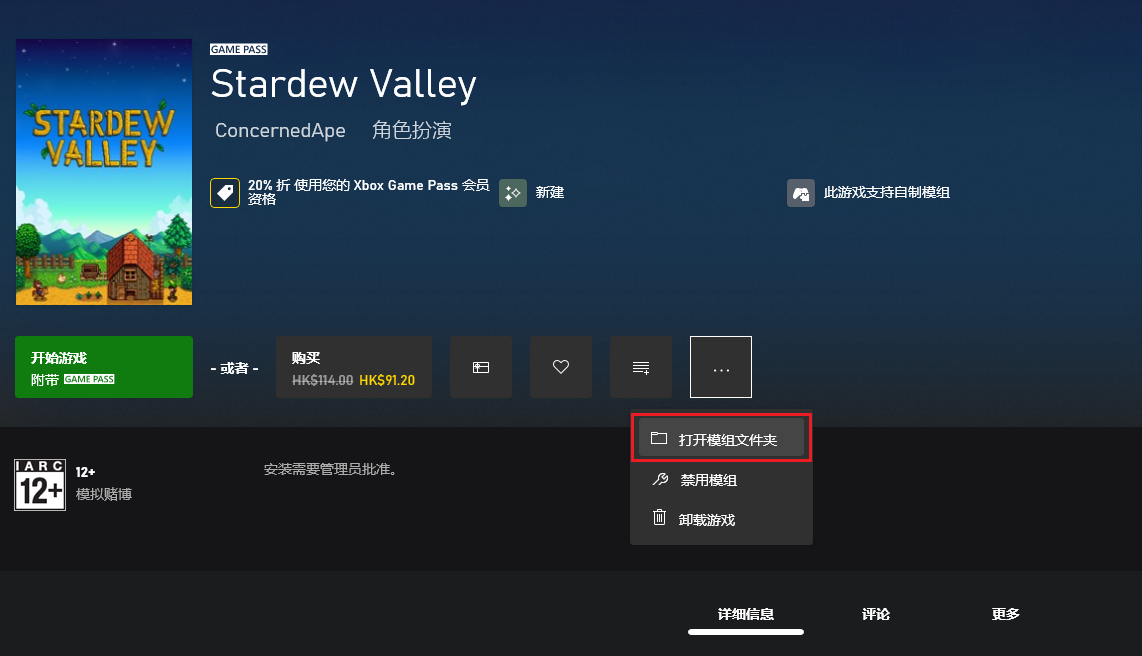 GAME PASS
Stardew Valley
STARDEW
VALLEY
ConcernedApe 角色扮演
20% 折 使用您的 Xbox Game Pass 会员
资格
新建
此游戏支持自制模组
开始游戏
附带 GAME PASS
- 或者 -
购买
HK$114.00 HK$91.20
...
打开模组文件夹
禁用模组
卸载游戏
IARC
12+
12+
模拟赌博
安装需要管理员批准。
详细信息
评论
更多